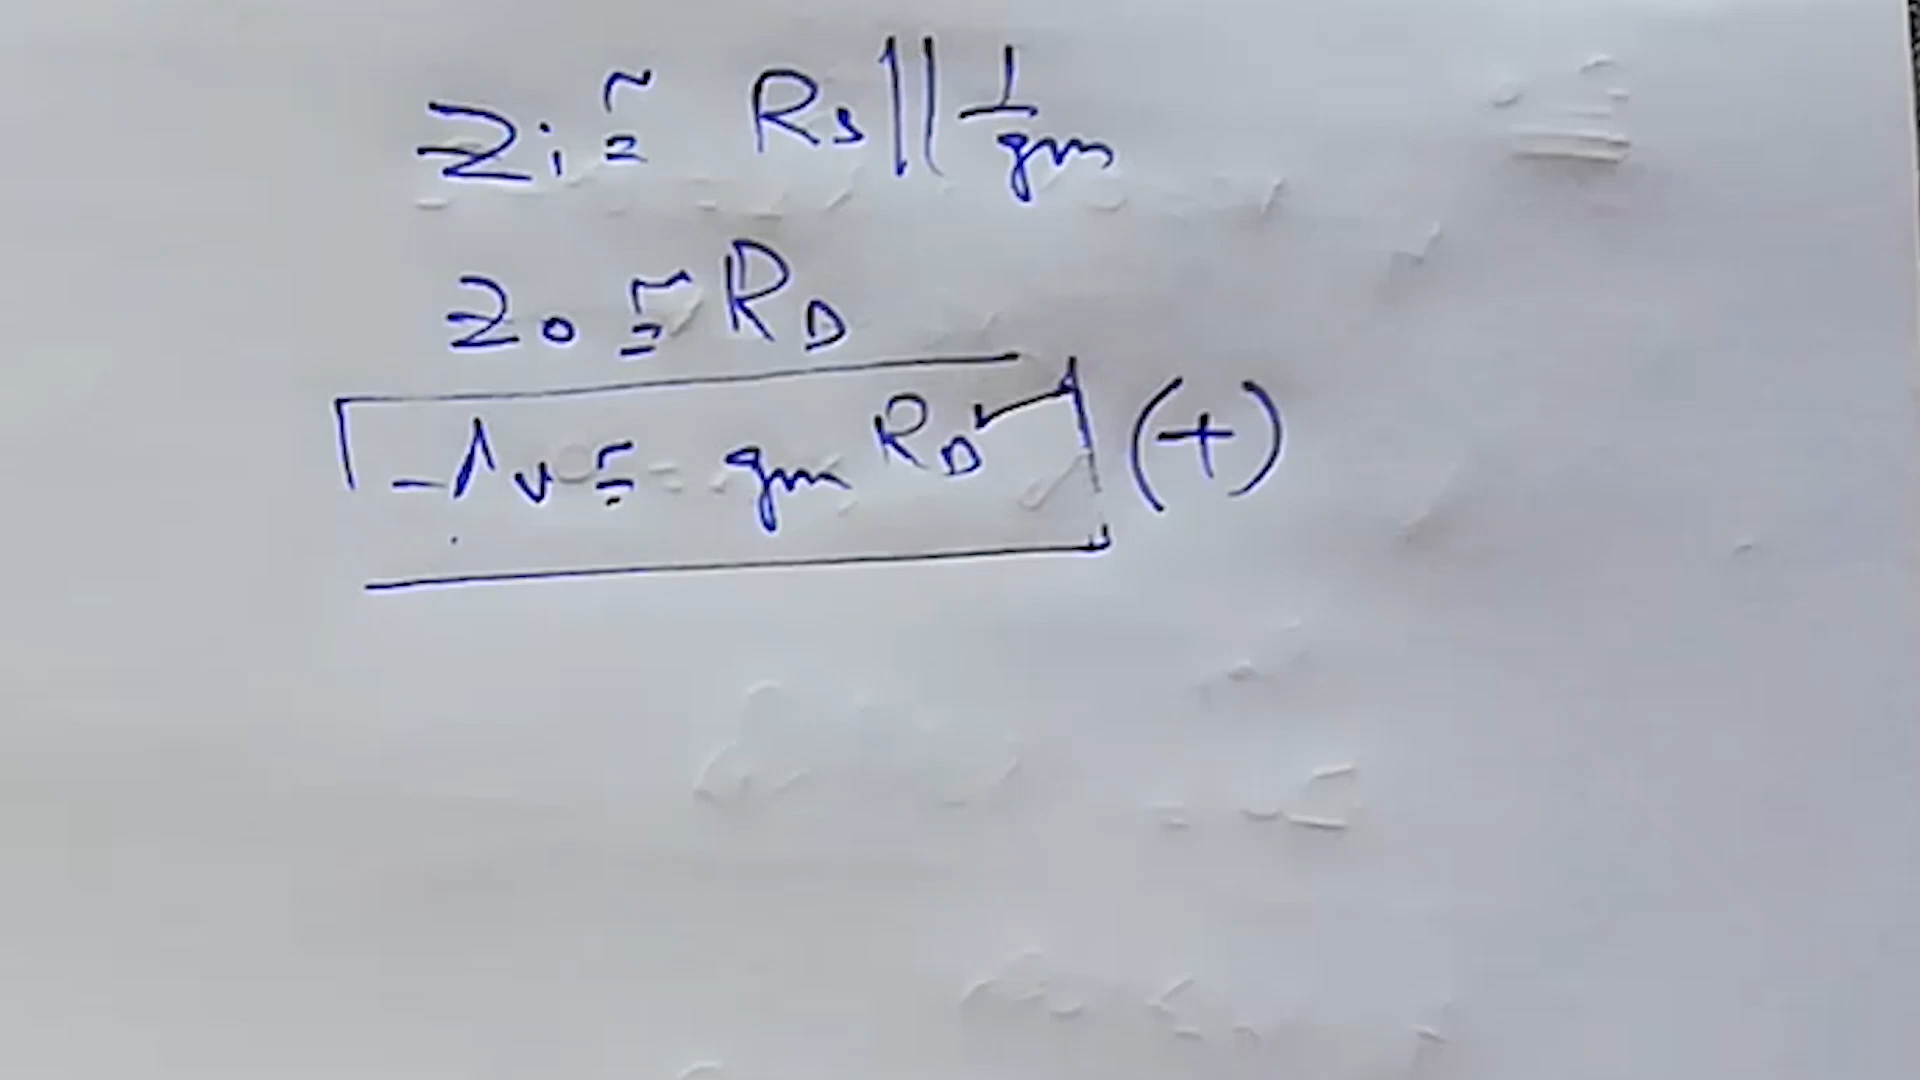 Zi ≅ Rs || 1/gm
Zo ≅ RD
Av ≅ gm RD (+)